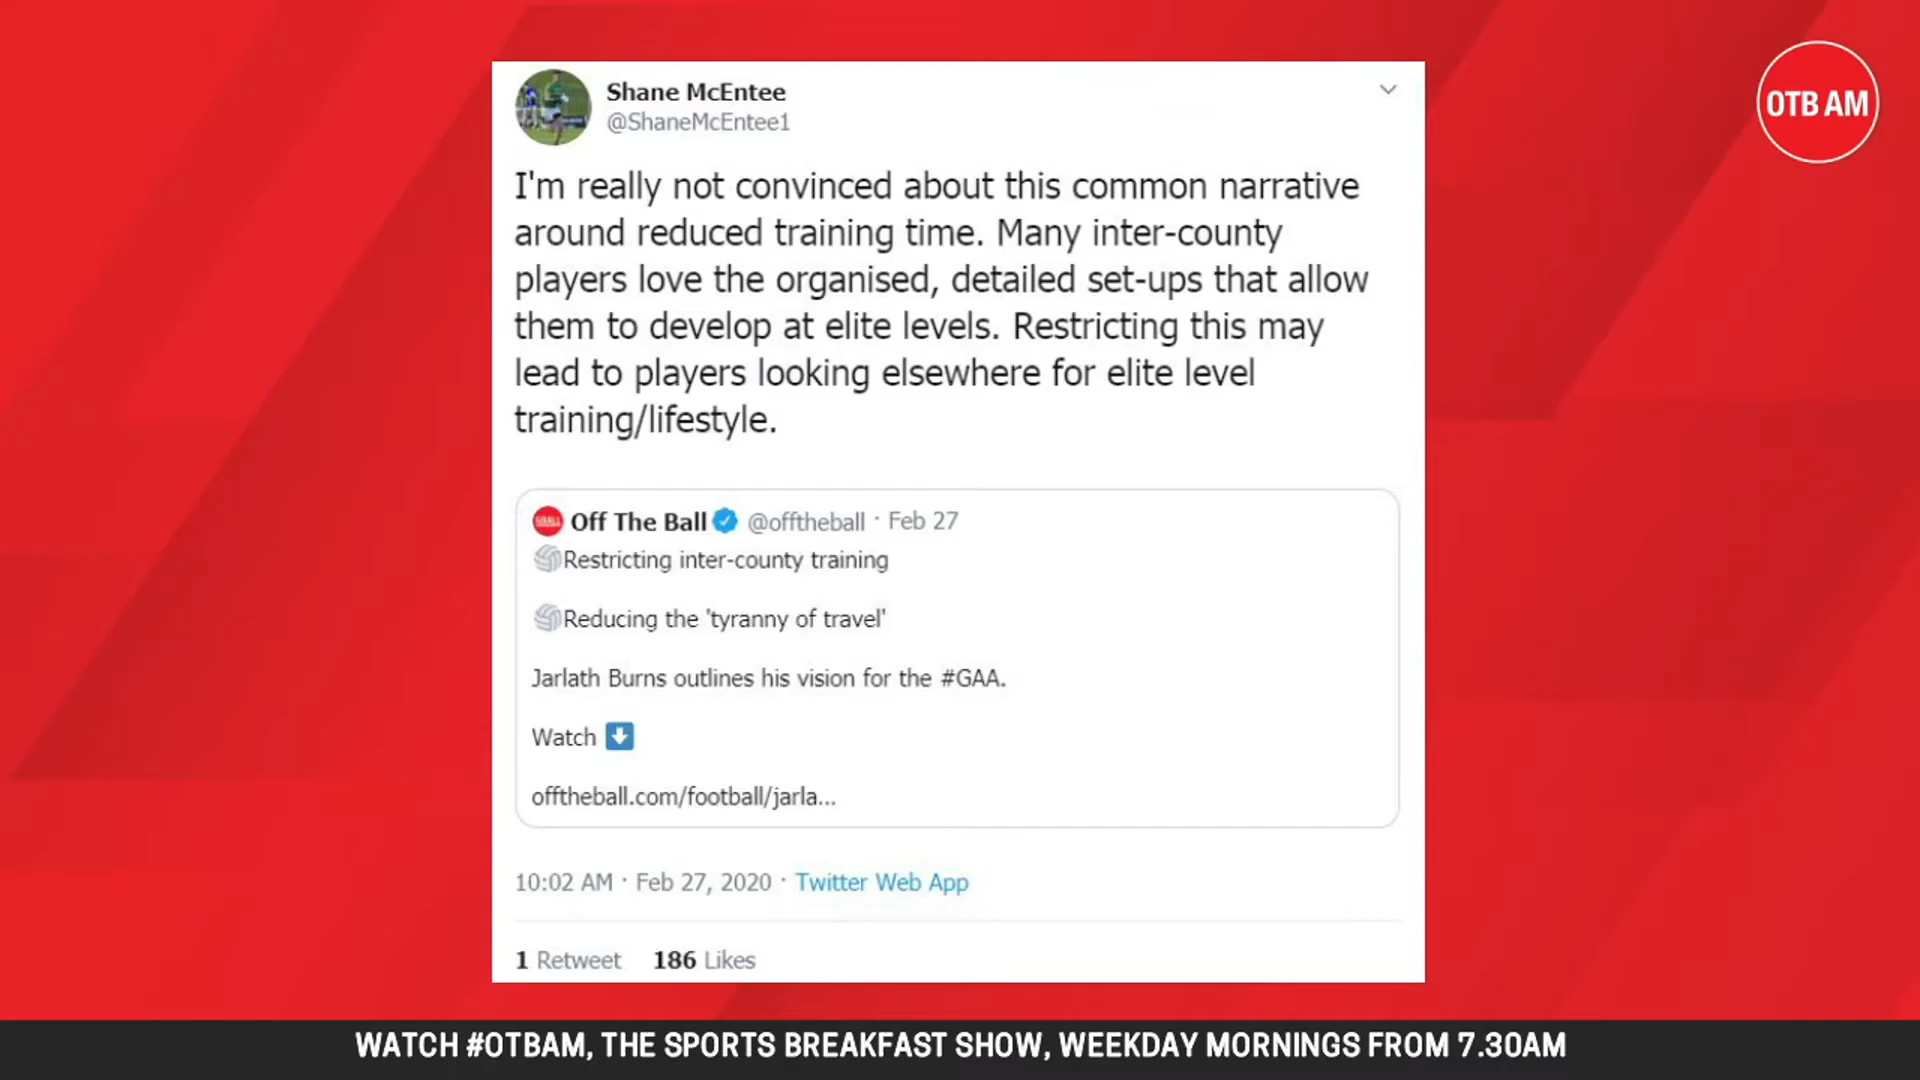 Shane McEntee
@ShaneMcEntee1
OTB AM
I'm really not convinced about this common narrative
around reduced training time. Many inter-county
players love the organised, detailed set-ups that allow
them to develop at elite levels. Restricting this may
lead to players looking elsewhere for elite level
training/lifestyle.
Off The Ball @offtheball · Feb 27
Restricting inter-county training
Reducing the 'tyranny of travel'
Jarlath Burns outlines his vision for the #GAA.
Watch
offtheball.com/football/jarla...
10:02 AM · Feb 27, 2020 · Twitter Web App
1 Retweet 186 Likes
WATCH #OTBAM, THE SPORTS BREAKFAST SHOW, WEEKDAY MORNINGS FROM 7.30AM